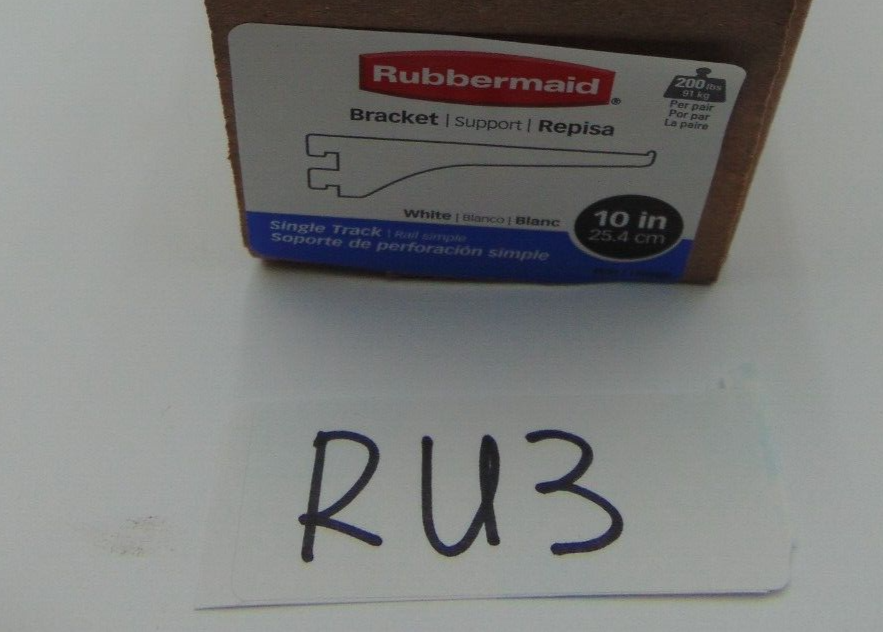 Rubbermaid®
200 lbs
91 kg
Per pair
Por par
La paire
Bracket | Support | Repisa
White | Blanco | Blanc
10 in
25.4 cm
Single Track | Rail simple
Soporte de perforación simple
RU3